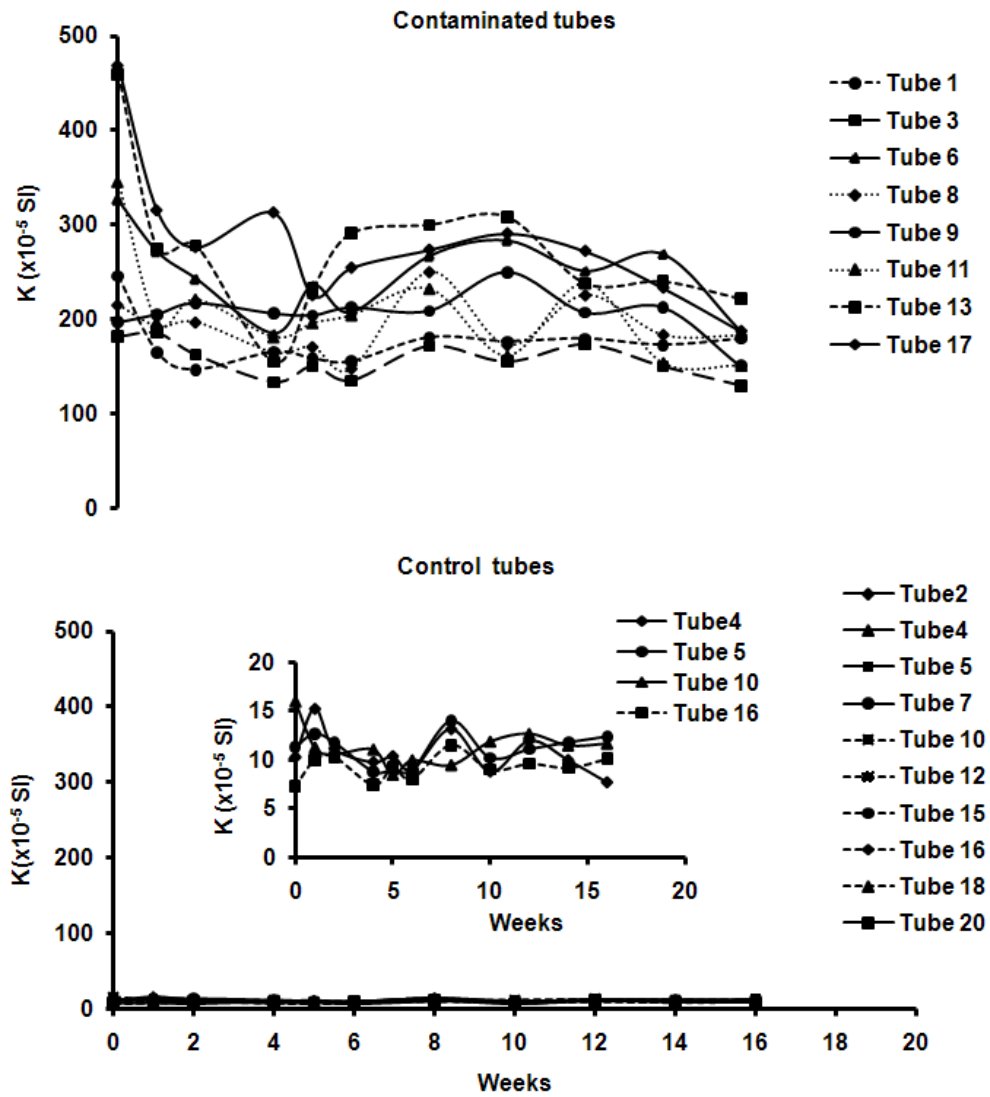 Contaminated tubes
500
400
300
200
100
0
K (x10⁻⁵ SI)
Tube 1
Tube 3
Tube 6
Tube 8
Tube 9
Tube 11
Tube 13
Tube 17
Control tubes
500
400
300
200
100
0
K(x10⁻⁵ SI)
0 2 4 6 8 10 12 14 16 18 20
Weeks
20
15
10
5
0
K (x10⁻⁵ SI)
0 5 10 15 20
Weeks
Tube4
Tube 5
Tube 10
Tube 16
Tube2
Tube4
Tube 5
Tube 7
Tube 10
Tube 12
Tube 15
Tube 16
Tube 18
Tube 20